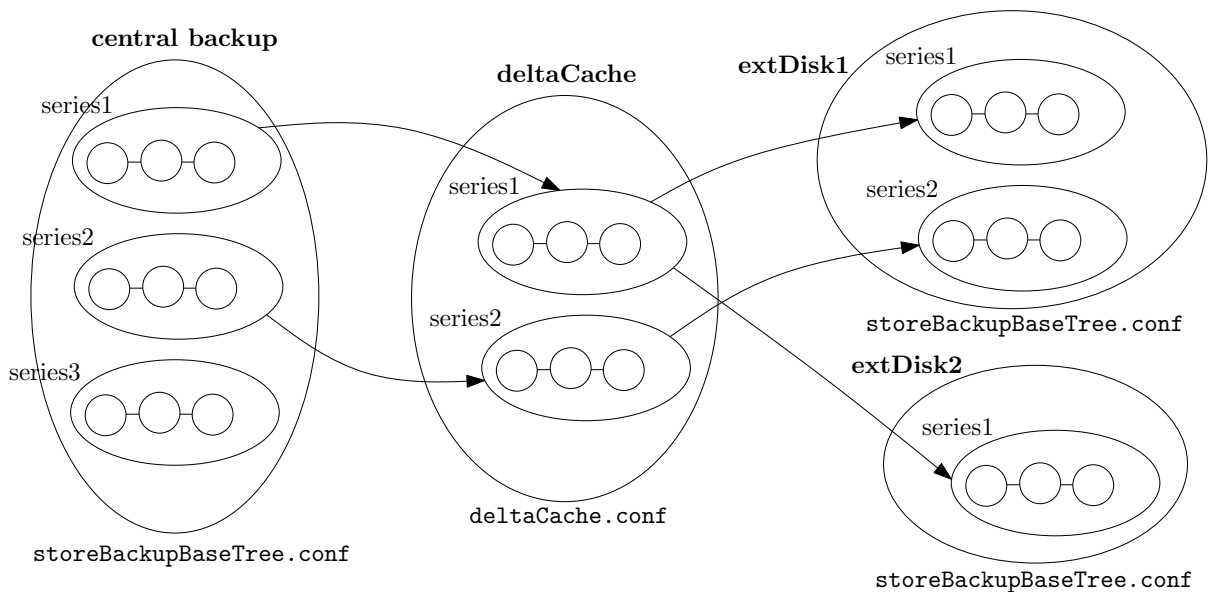 central backup
series1
series2
series3
storeBackupBaseTree.conf
deltaCache
series1
series2
deltaCache.conf
extDisk1
series1
series2
storeBackupBaseTree.conf
extDisk2
series1
storeBackupBaseTree.conf